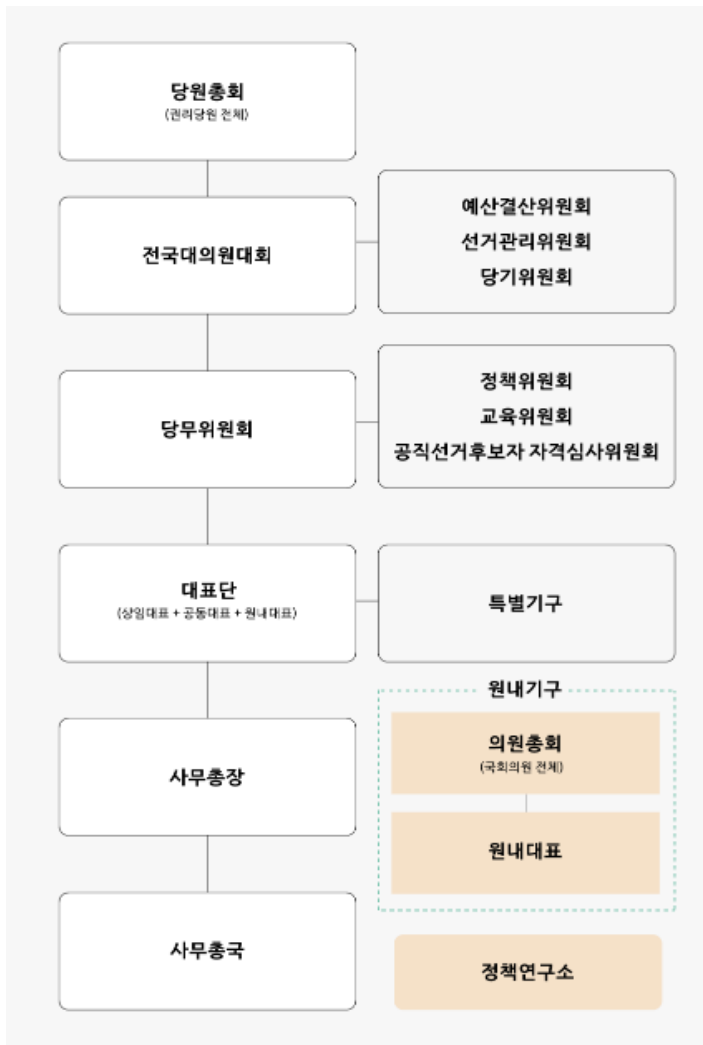 당원총회
(권리당원 전체)
전국대의원대회
예산결산위원회
선거관리위원회
당기위원회
당무위원회
정책위원회
교육위원회
공직선거후보자 자격심사위원회
대표단
(상임대표 + 공동대표 + 원내대표)
특별기구
원내기구
의원총회
(국회의원 전체)
사무총장
원내대표
사무총국
정책연구소